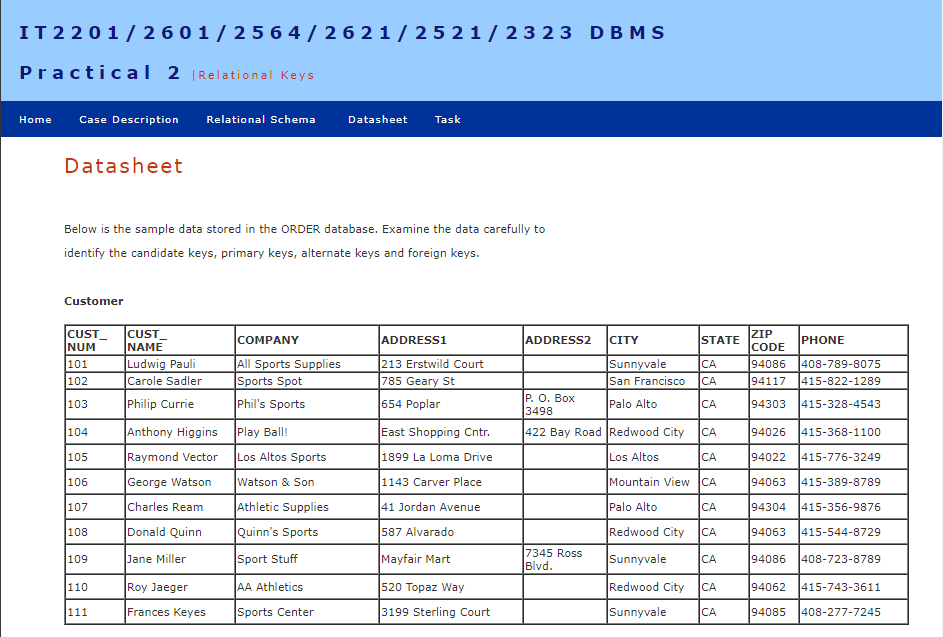 IT2201/2601/2564/2621/2521/2323 DBMS
Practical 2 |Relational Keys
Home Case Description Relational Schema Datasheet Task
Datasheet
Below is the sample data stored in the ORDER database. Examine the data carefully to
identify the candidate keys, primary keys, alternate keys and foreign keys.
Customer
CUST_ NUM CUST_ NAME COMPANY ADDRESS1 ADDRESS2 CITY STATE ZIP CODE PHONE
101 Ludwig Pauli All Sports Supplies 213 Erstwild Court Sunnyvale CA 94086 408-789-8075
102 Carole Sadler Sports Spot 785 Geary St San Francisco CA 94117 415-822-1289
103 Philip Currie Phil's Sports 654 Poplar P. O. Box 3498 Palo Alto CA 94303 415-328-4543
104 Anthony Higgins Play Ball! East Shopping Cntr. 422 Bay Road Redwood City CA 94026 415-368-1100
105 Raymond Vector Los Altos Sports 1899 La Loma Drive Los Altos CA 94022 415-776-3249
106 George Watson Watson & Son 1143 Carver Place Mountain View CA 94063 415-389-8789
107 Charles Ream Athletic Supplies 41 Jordan Avenue Palo Alto CA 94304 415-356-9876
108 Donald Quinn Quinn's Sports 587 Alvarado Redwood City CA 94063 415-544-8729
109 Jane Miller Sport Stuff Mayfair Mart 7345 Ross Blvd. Sunnyvale CA 94086 408-723-8789
110 Roy Jaeger AA Athletics 520 Topaz Way Redwood City CA 94062 415-743-3611
111 Frances Keyes Sports Center 3199 Sterling Court Sunnyvale CA 94085 408-277-7245